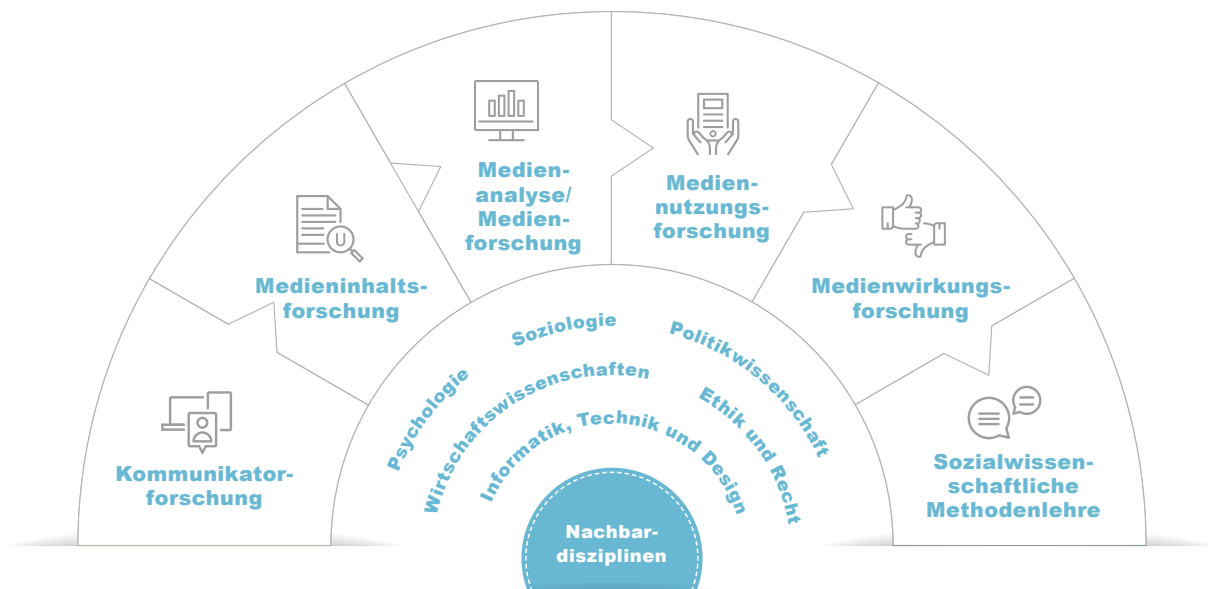 Medien-
analyse/
Medien-
forschung
Medien-
nutzungs-
forschung
Medieninhalts-
forschung
Medienwirkungs-
forschung
Kommunikator-
forschung
Sozialwissen-
schaftliche
Methodenlehre
Psychologie
Soziologie
Politikwissenschaft
Wirtschaftswissenschaften
Ethik und Recht
Informatik, Technik und Design
Nachbar-
disziplinen
U